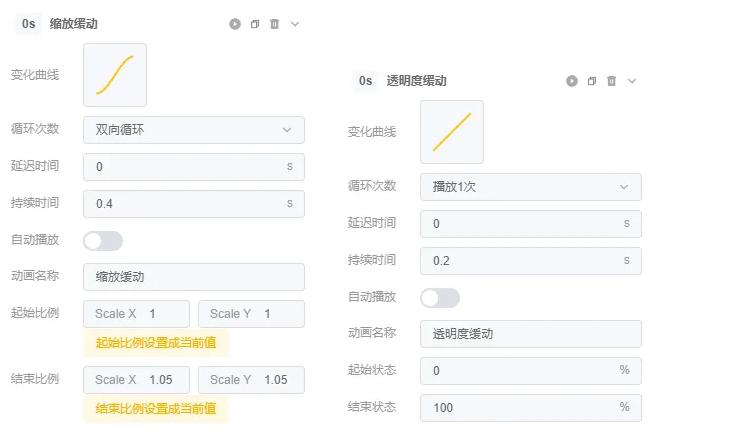 0s 缩放缓动
变化曲线
循环次数 双向循环
延迟时间 0 s
持续时间 0.4 s
自动播放
动画名称 缩放缓动
起始比例 Scale X 1 Scale Y 1
起始比例设置成当前值
结束比例 Scale X 1.05 Scale Y 1.05
结束比例设置成当前值
0s 透明度缓动
变化曲线
循环次数 播放1次
延迟时间 0 s
持续时间 0.2 s
自动播放
动画名称 透明度缓动
起始状态 0 %
结束状态 100 %